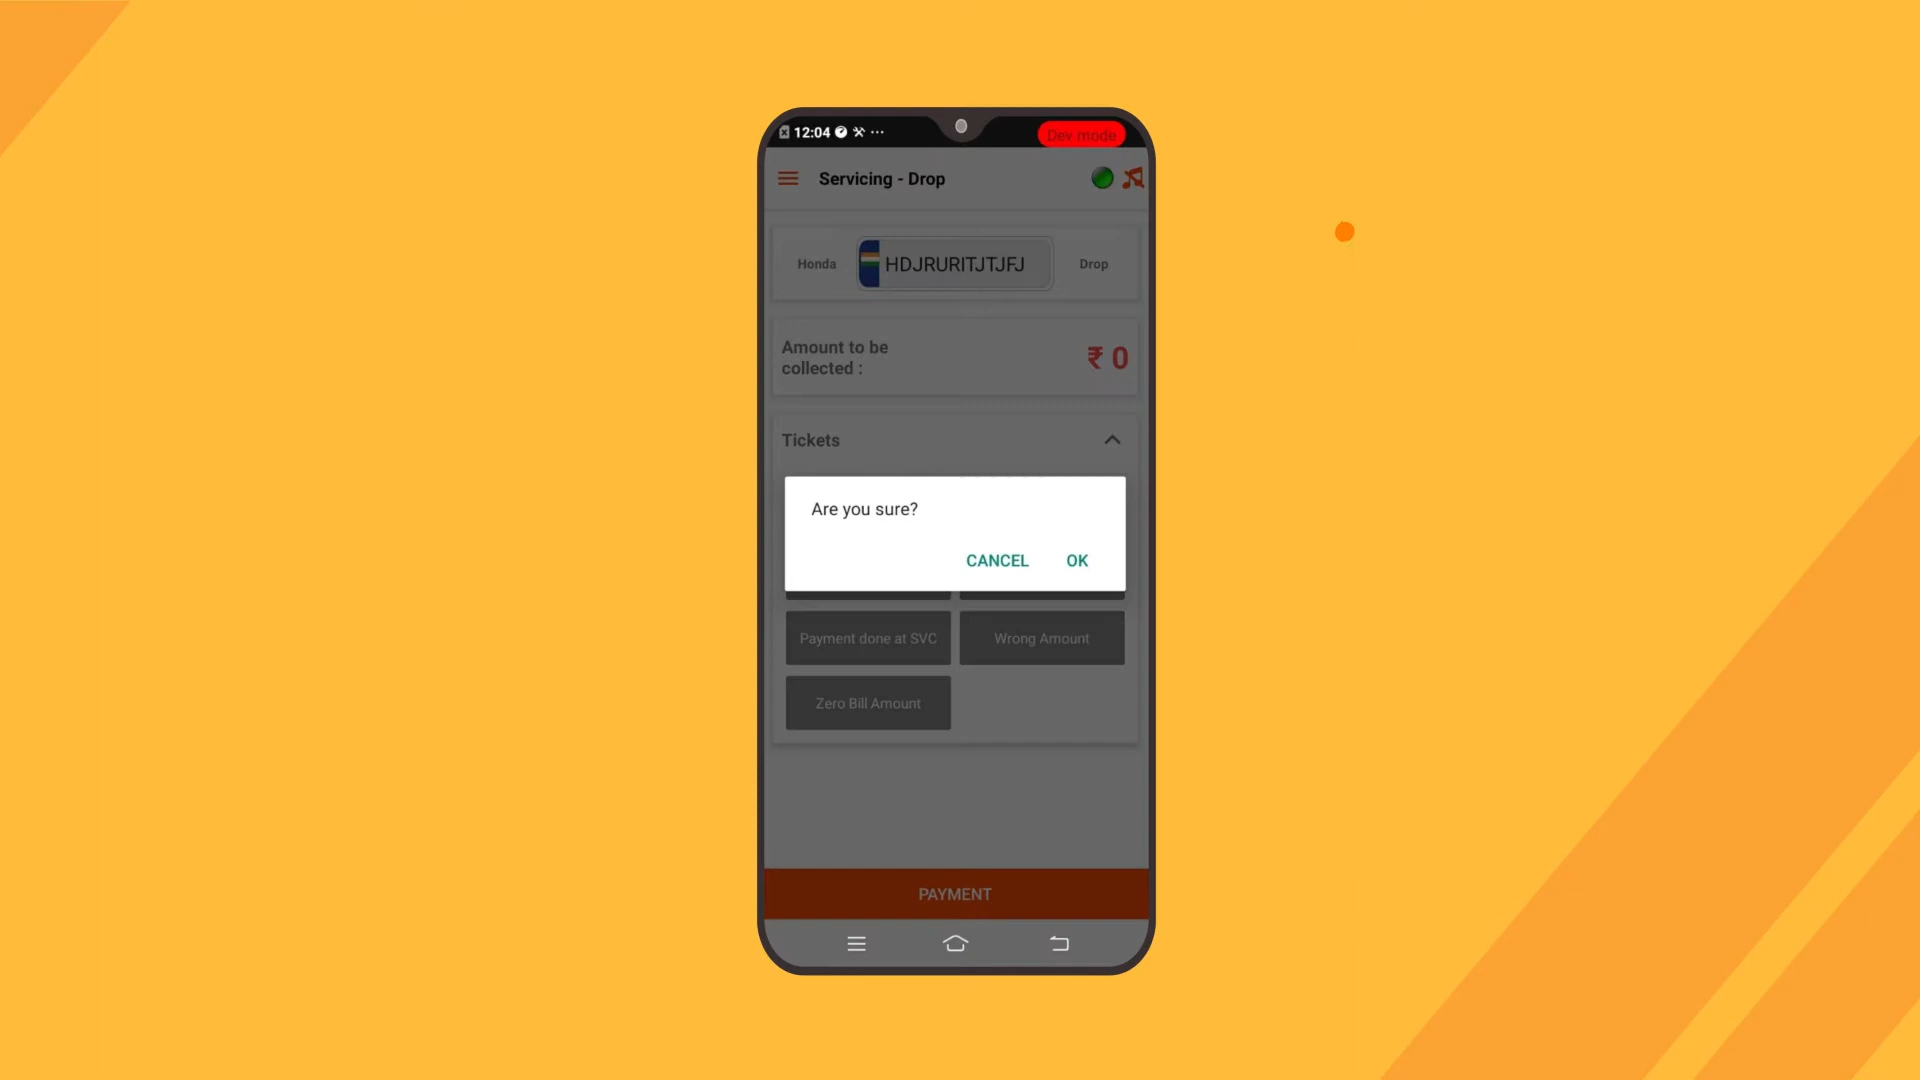 12:04
Dev mode
Servicing - Drop
Honda
HDJRURITJTJFJ
Drop
Amount to be
collected :
₹ 0
Tickets
Are you sure?
CANCEL
OK
Payment done at SVC
Wrong Amount
Zero Bill Amount
PAYMENT